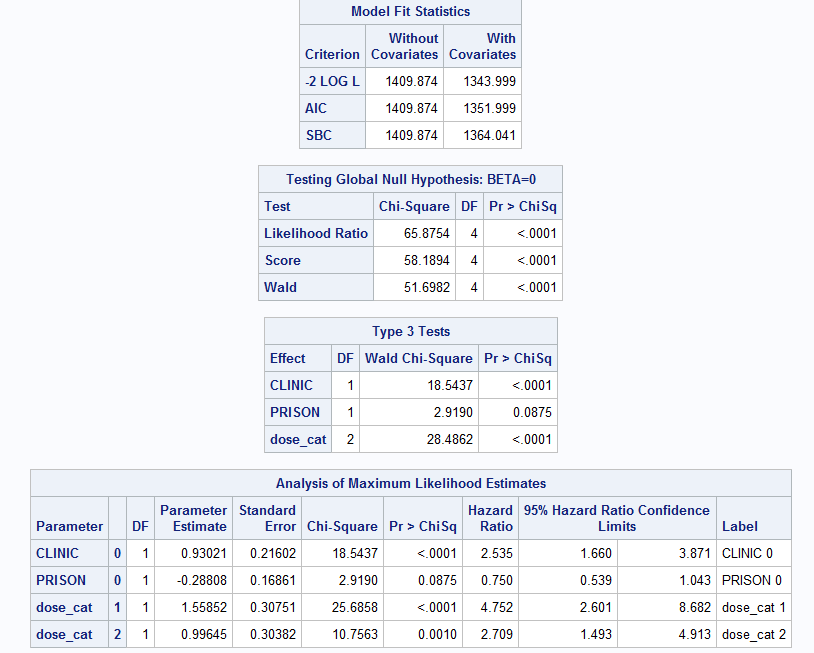 Model Fit Statistics
Criterion Without Covariates With Covariates
-2 LOG L 1409.874 1343.999
AIC 1409.874 1351.999
SBC 1409.874 1364.041
Testing Global Null Hypothesis: BETA=0
Test Chi-Square DF Pr > ChiSq
Likelihood Ratio 65.8754 4 <.0001
Score 58.1894 4 <.0001
Wald 51.6982 4 <.0001
Type 3 Tests
Effect DF Wald Chi-Square Pr > ChiSq
CLINIC 1 18.5437 <.0001
PRISON 1 2.9190 0.0875
dose_cat 2 28.4862 <.0001
Analysis of Maximum Likelihood Estimates
Parameter DF Parameter Estimate Standard Error Chi-Square Pr > ChiSq Hazard Ratio 95% Hazard Ratio Confidence Limits Label
CLINIC 0 1 0.93021 0.21602 18.5437 <.0001 2.535 1.660 3.871 CLINIC 0
PRISON 0 1 -0.28808 0.16861 2.9190 0.0875 0.750 0.539 1.043 PRISON 0
dose_cat 1 1 1.55852 0.30751 25.6858 <.0001 4.752 2.601 8.682 dose_cat 1
dose_cat 2 1 0.99645 0.30382 10.7563 0.0010 2.709 1.493 4.913 dose_cat 2